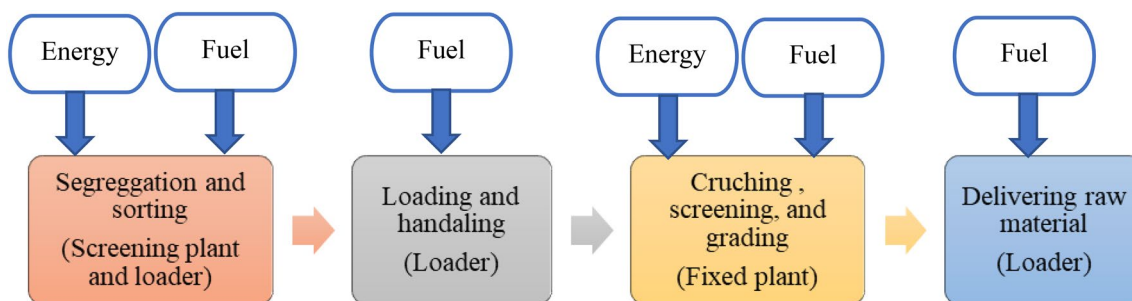 Energy
Fuel
Fuel
Energy
Fuel
Fuel
Segreggation and
sorting
(Screening plant
and loader)
Loading and
handaling
(Loader)
Cruching ,
screening, and
grading
(Fixed plant)
Delivering raw
material
(Loader)